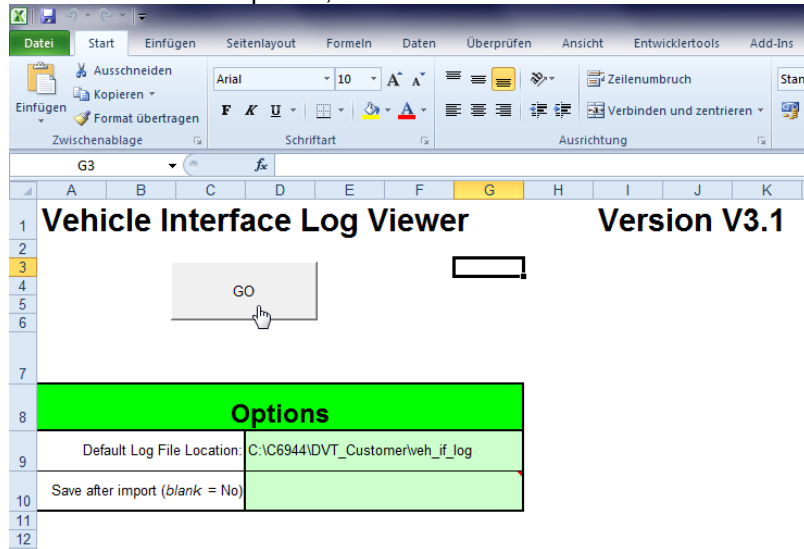 Datei Start Einfügen Seitenlayout Formeln Daten Überprüfen Ansicht Entwicklertools Add-Ins
Ausschneiden
Kopieren
Einfügen
Format übertragen
Arial 10
F K U
A A
A
Zeilenumbruch
Verbinden und zentrieren
Stan
Zwischenablage Schriftart Ausrichtung
G3 fx
A B C D E F G H I J K
1 Vehicle Interface Log Viewer Version V3.1
2
3
4 GO
5
6
7
8 Options
9 Default Log File Location: C:\C6944\DVT_Customer\veh_if_log
10 Save after import (blank = No)
11
12